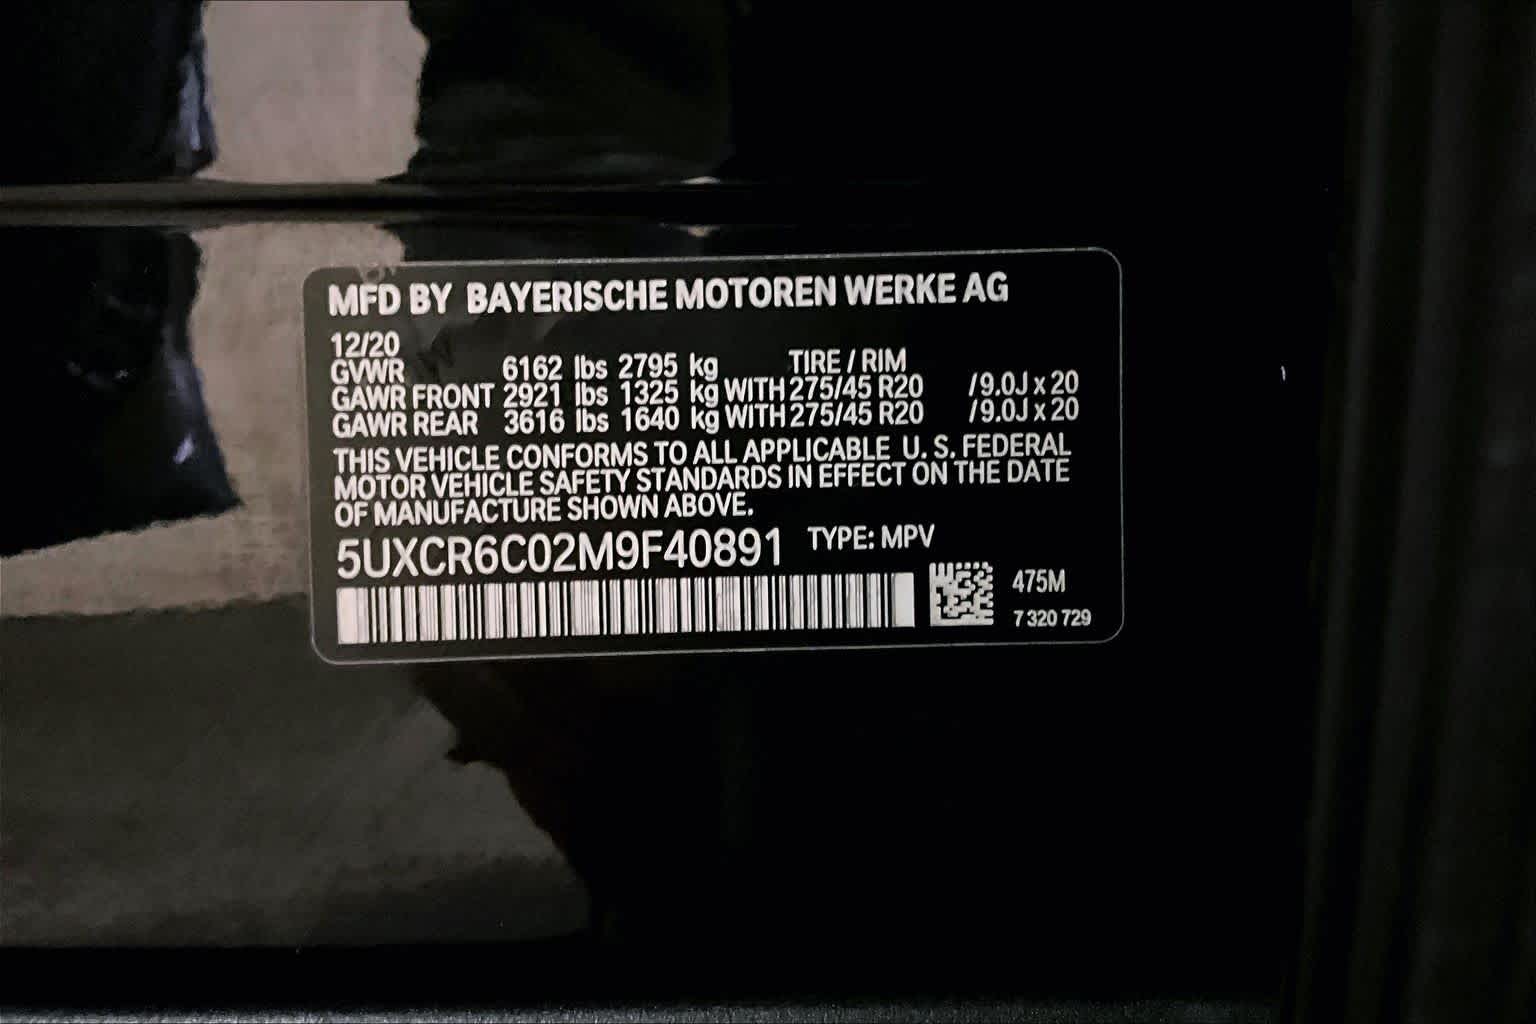 MFD BY BAYERISCHE MOTOREN WERKE AG
12/20
GVWR 6162 lbs 2795 kg TIRE / RIM
GAWR FRONT 2921 lbs 1325 kg WITH 275/45 R20 /9.0J x 20
GAWR REAR 3616 lbs 1640 kg WITH 275/45 R20 /9.0J x 20
THIS VEHICLE CONFORMS TO ALL APPLICABLE U. S. FEDERAL
MOTOR VEHICLE SAFETY STANDARDS IN EFFECT ON THE DATE
OF MANUFACTURE SHOWN ABOVE.
5UXCR6C02M9F40891 TYPE: MPV
475M
7 320 729